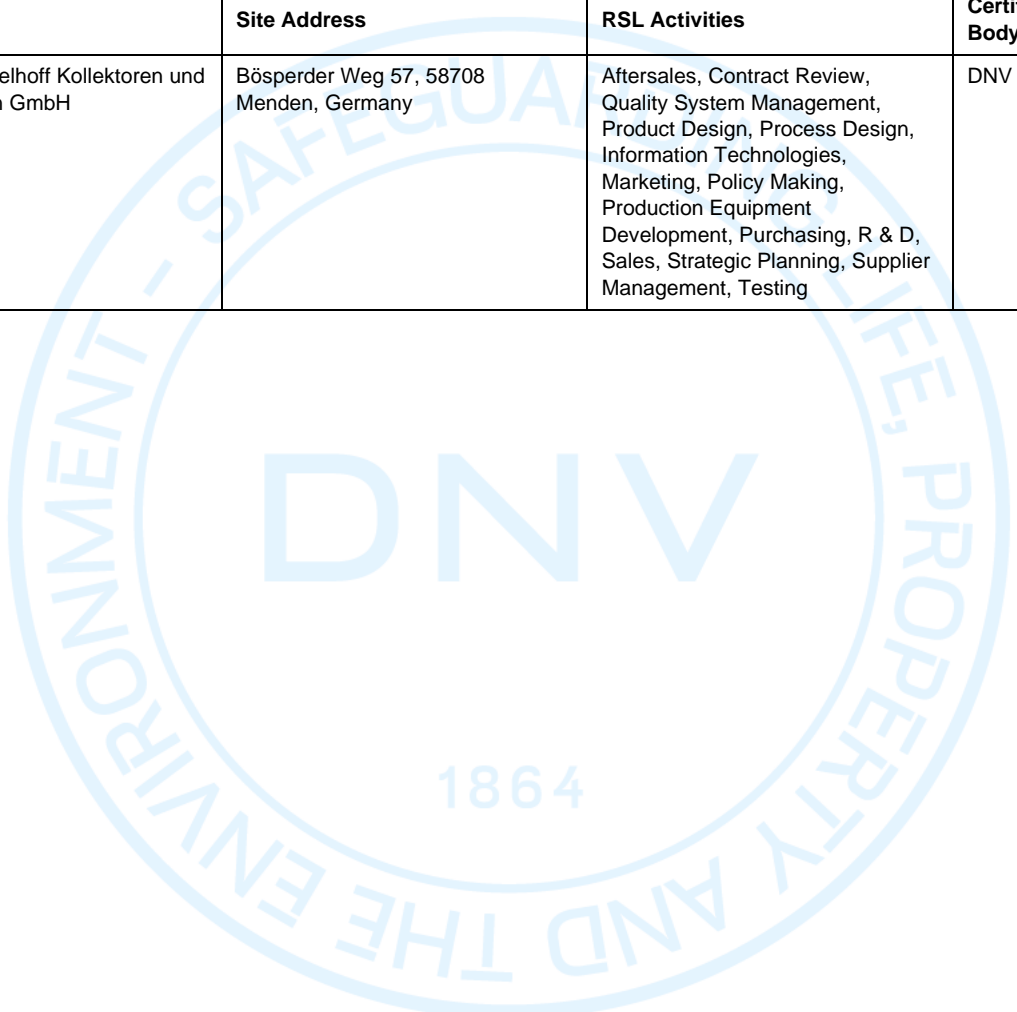 Site Address
RSL Activities
Certif
Body
elhoff Kollektoren und
n GmbH
Bösperder Weg 57, 58708
Menden, Germany
Aftersales, Contract Review,
Quality System Management,
Product Design, Process Design,
Information Technologies,
Marketing, Policy Making,
Production Equipment
Development, Purchasing, R & D,
Sales, Strategic Planning, Supplier
Management, Testing
DNV
SAFEGUARDING LIFE, PROPERTY AND THE ENVIRONMENT -
DNV
1864